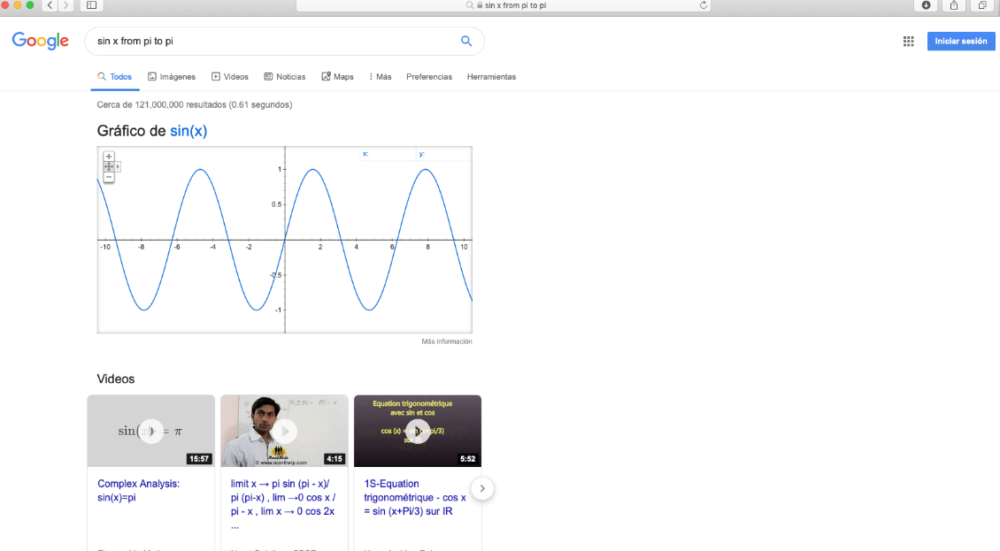 sin x from pi to pi
Google
sin x from pi to pi
Iniciar sesión
Todos
Imágenes
Videos
Noticias
Maps
Más
Preferencias
Herramientas
Cerca de 121,000,000 resultados (0.61 segundos)
Gráfico de sin(x)
+
−
x:
y:
1
0.5
-10 -8 -6 -4 -2 2 4 6 8 10
-0.5
-1
Más información
Videos
sin(x) = π
15:57
© www.ncerthelp.com
4:15
Equation trigonométrique
avec sin et cos
cos (x) = sin (x+pi/3)
sur IR
5:52
Complex Analysis:
sin(x)=pi
limit x → pi sin (pi - x)/
pi (pi-x) , lim →0 cos x /
pi - x , lim x → 0 cos 2x
...
1S-Equation
trigonométrique - cos x
= sin (x+Pi/3) sur IR